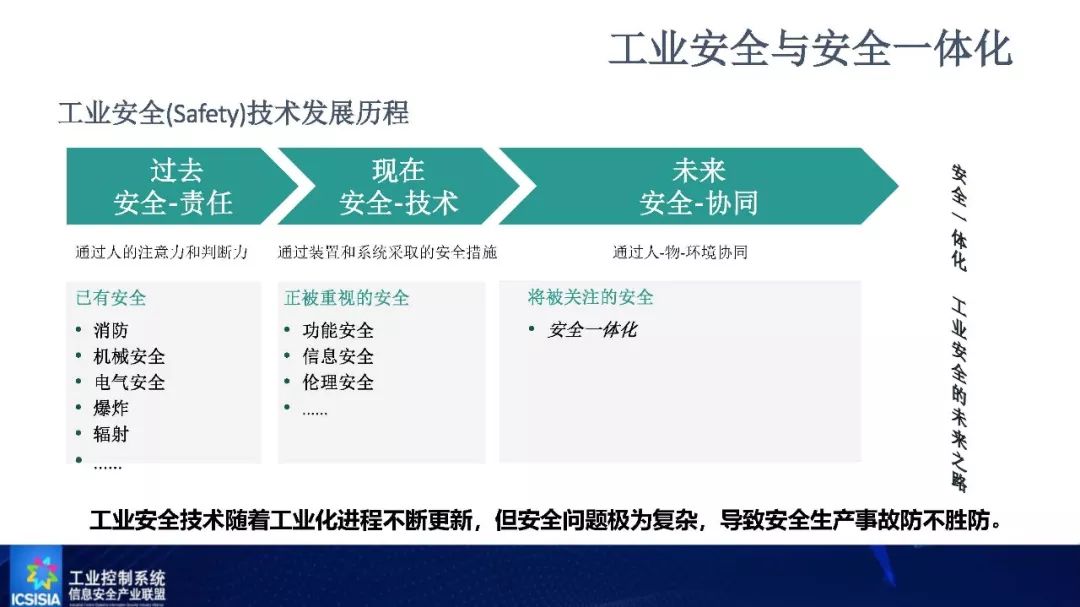 工业安全与安全一体化
工业安全(Safety)技术发展历程
过去
安全-责任
现在
安全-技术
未来
安全-协同
通过人的注意力和判断力
通过装置和系统采取的安全措施
通过人-物-环境协同
已有安全
• 消防
• 机械安全
• 电气安全
• 爆炸
• 辐射
• ......
正被重视的安全
• 功能安全
• 信息安全
• 伦理安全
• ......
将被关注的安全
• 安全一体化
安全一体化 工业安全的未来之路
工业安全技术随着工业化进程不断更新，但安全问题极为复杂，导致安全生产事故防不胜防。
ICSISIA
工业控制系统
信息安全产业联盟